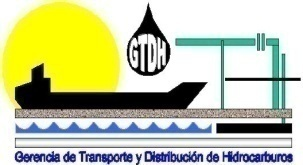 GTDH
Gerencia de Transporte y Distribución de Hidrocarburos